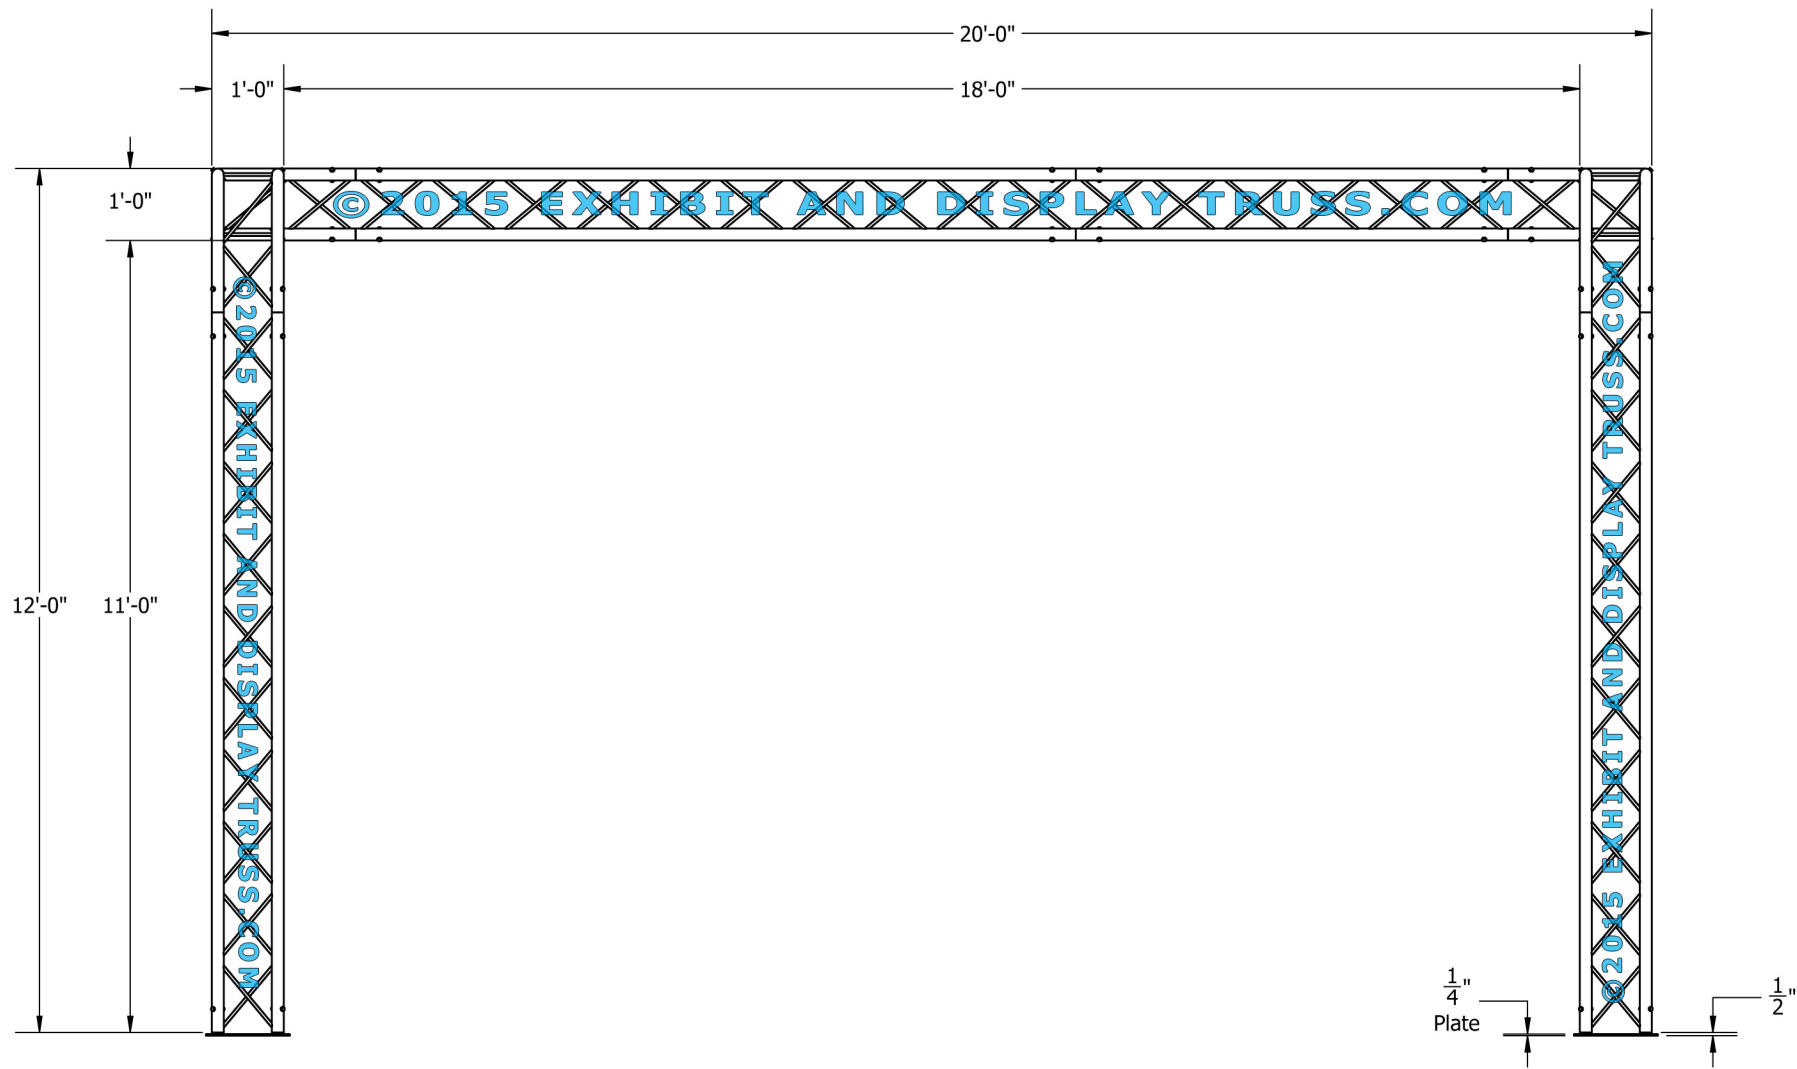 20'-0"
1'-0"
18'-0"
1'-0"
©2015 EXHIBIT AND DISPLAY TRUSS.COM
©2015 EXHIBIT AND DISPLAY TRUSS.COM
©2015 EXHIBIT AND DISPLAY TRUSS.COM
12'-0"
11'-0"
1/4"
Plate
1/2"